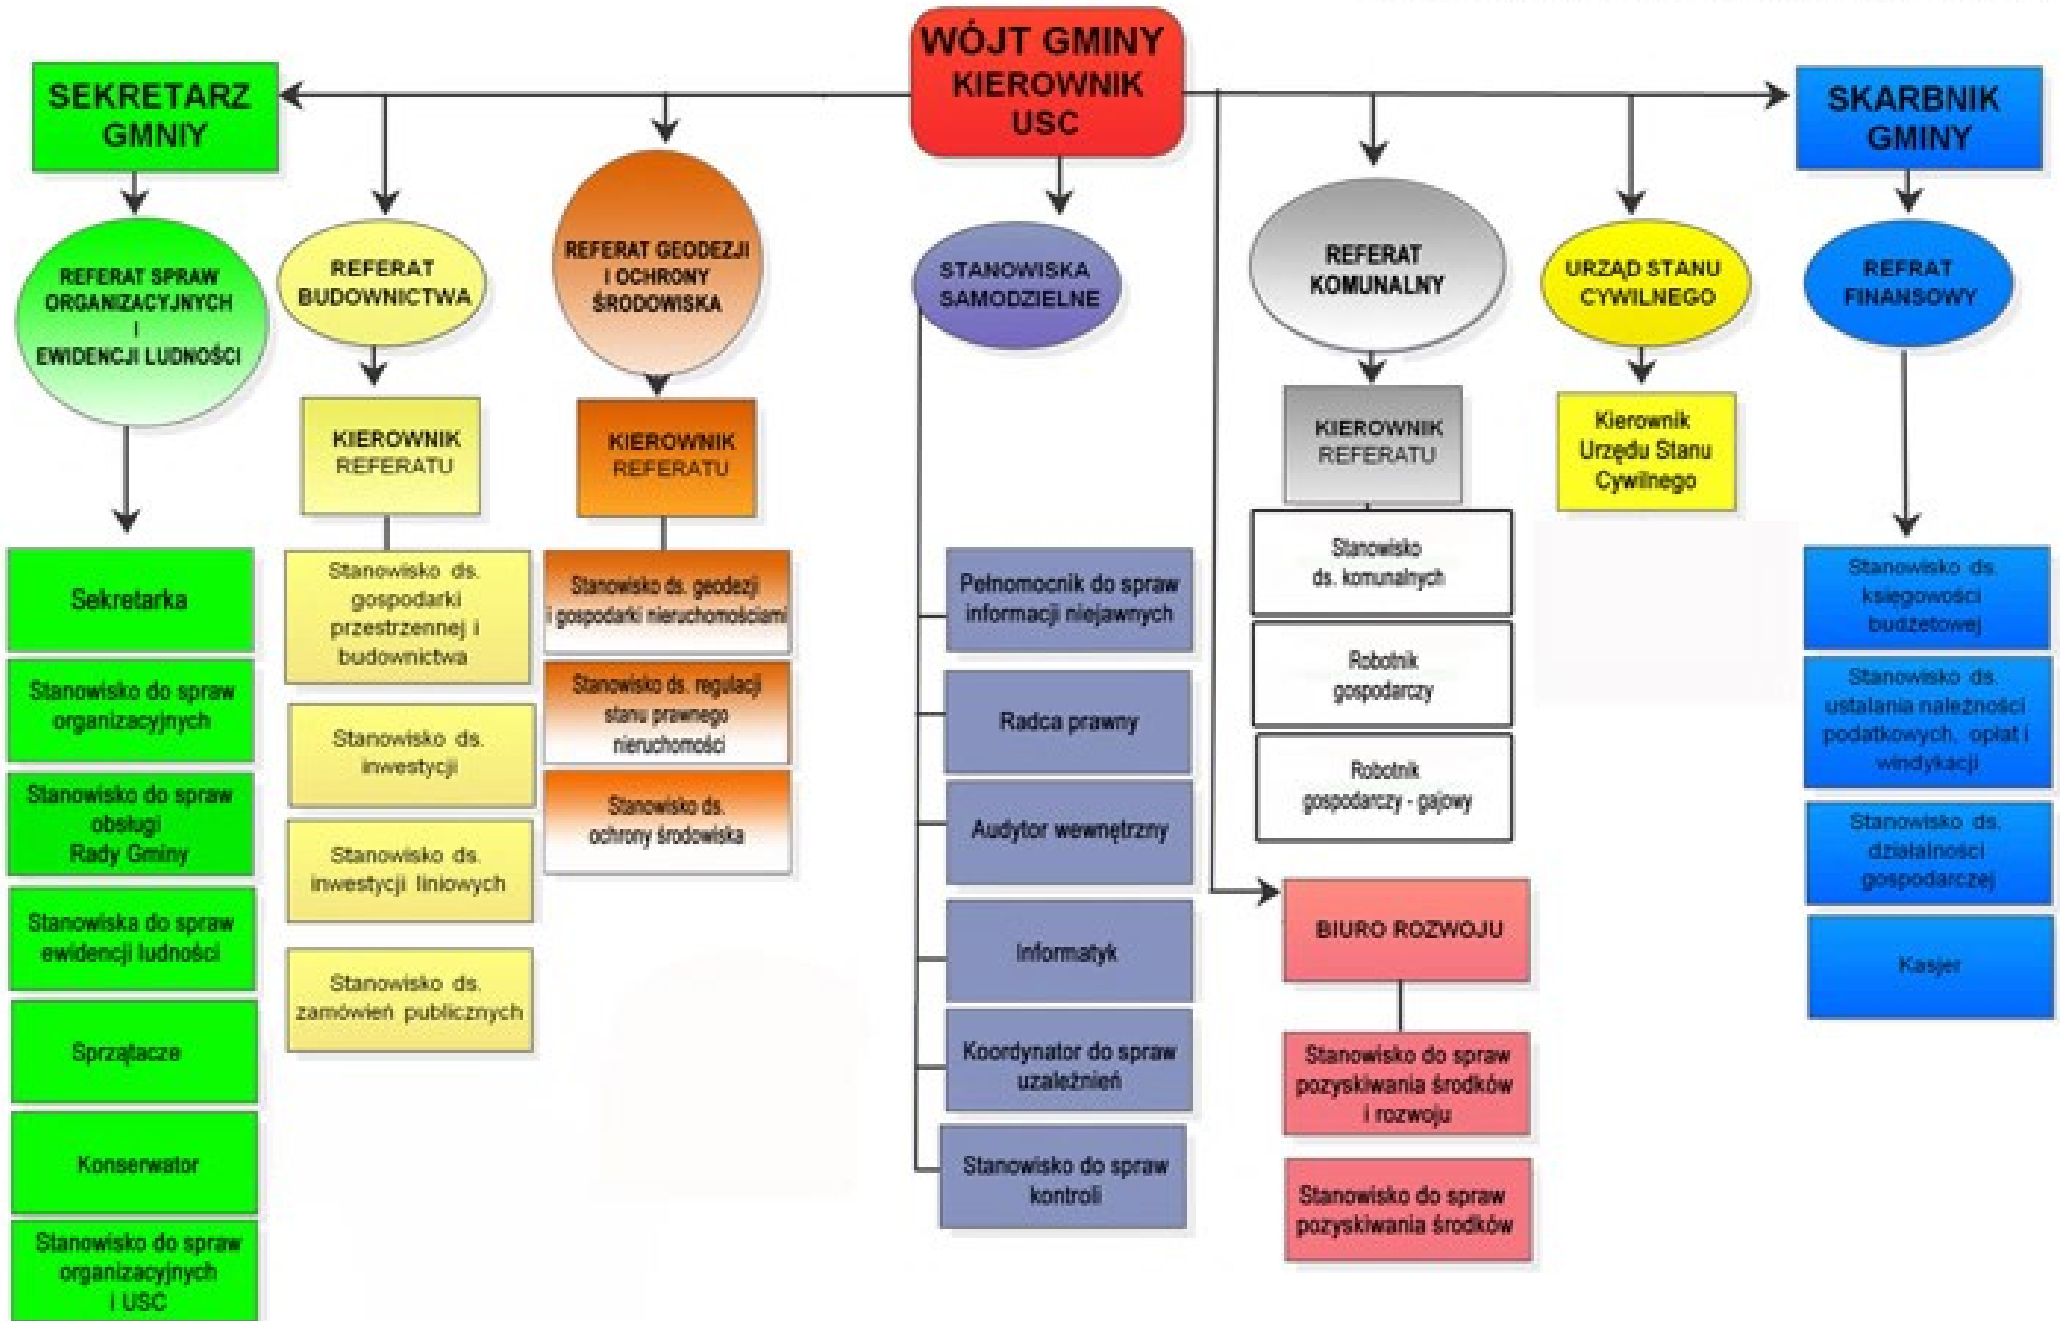 WÓJT GMINY
KIEROWNIK
USC
SEKRETARZ
GMNIY
SKARBNIK
GMINY
REFERAT SPRAW
ORGANIZACYJNYCH
I
EWIDENCJI LUDNOŚCI
REFERAT
BUDOWNICTWA
REFERAT GEODEZJI
I OCHRONY
ŚRODOWISKA
STANOWISKA
SAMODZIELNE
REFERAT
KOMUNALNY
URZĄD STANU
CYWILNEGO
REFRAT
FINANSOWY
KIEROWNIK
REFERATU
KIEROWNIK
REFERATU
KIEROWNIK
REFERATU
Kierownik
Urzędu Stanu
Cywilnego
Sekretarka
Stanowisko do spraw
organizacyjnych
Stanowisko do spraw
obsługi
Rady Gminy
Stanowiska do spraw
ewidencji ludności
Sprzątacze
Konserwator
Stanowisko do spraw
organizacyjnych
i USC
Stanowisko ds.
gospodarki
przestrzennej i
budownictwa
Stanowisko ds.
inwestycji
Stanowisko ds.
inwestycji liniowych
Stanowisko ds.
zamówień publicznych
Stanowisko ds. geodezji
i gospodarki nieruchomościami
Stanowisko ds. regulacji
stanu prawnego
nieruchomości
Stanowisko ds.
ochrony środowiska
Pełnomocnik do spraw
informacji niejawnych
Radca prawny
Audytor wewnętrzny
Informatyk
Koordynator do spraw
uzależnień
Stanowisko do spraw
kontroli
Stanowisko
ds. komunalnych
Robotnik
gospodarczy
Robotnik
gospodarczy - gajowy
BIURO ROZWOJU
Stanowisko do spraw
pozyskiwania środków
i rozwoju
Stanowisko do spraw
pozyskiwania środków
Stanowisko ds.
księgowości
budżetowej
Stanowisko ds.
ustalania należności
podatkowych, opłat i
windykacji
Stanowisko ds.
działalności
gospodarczej
Kasjer